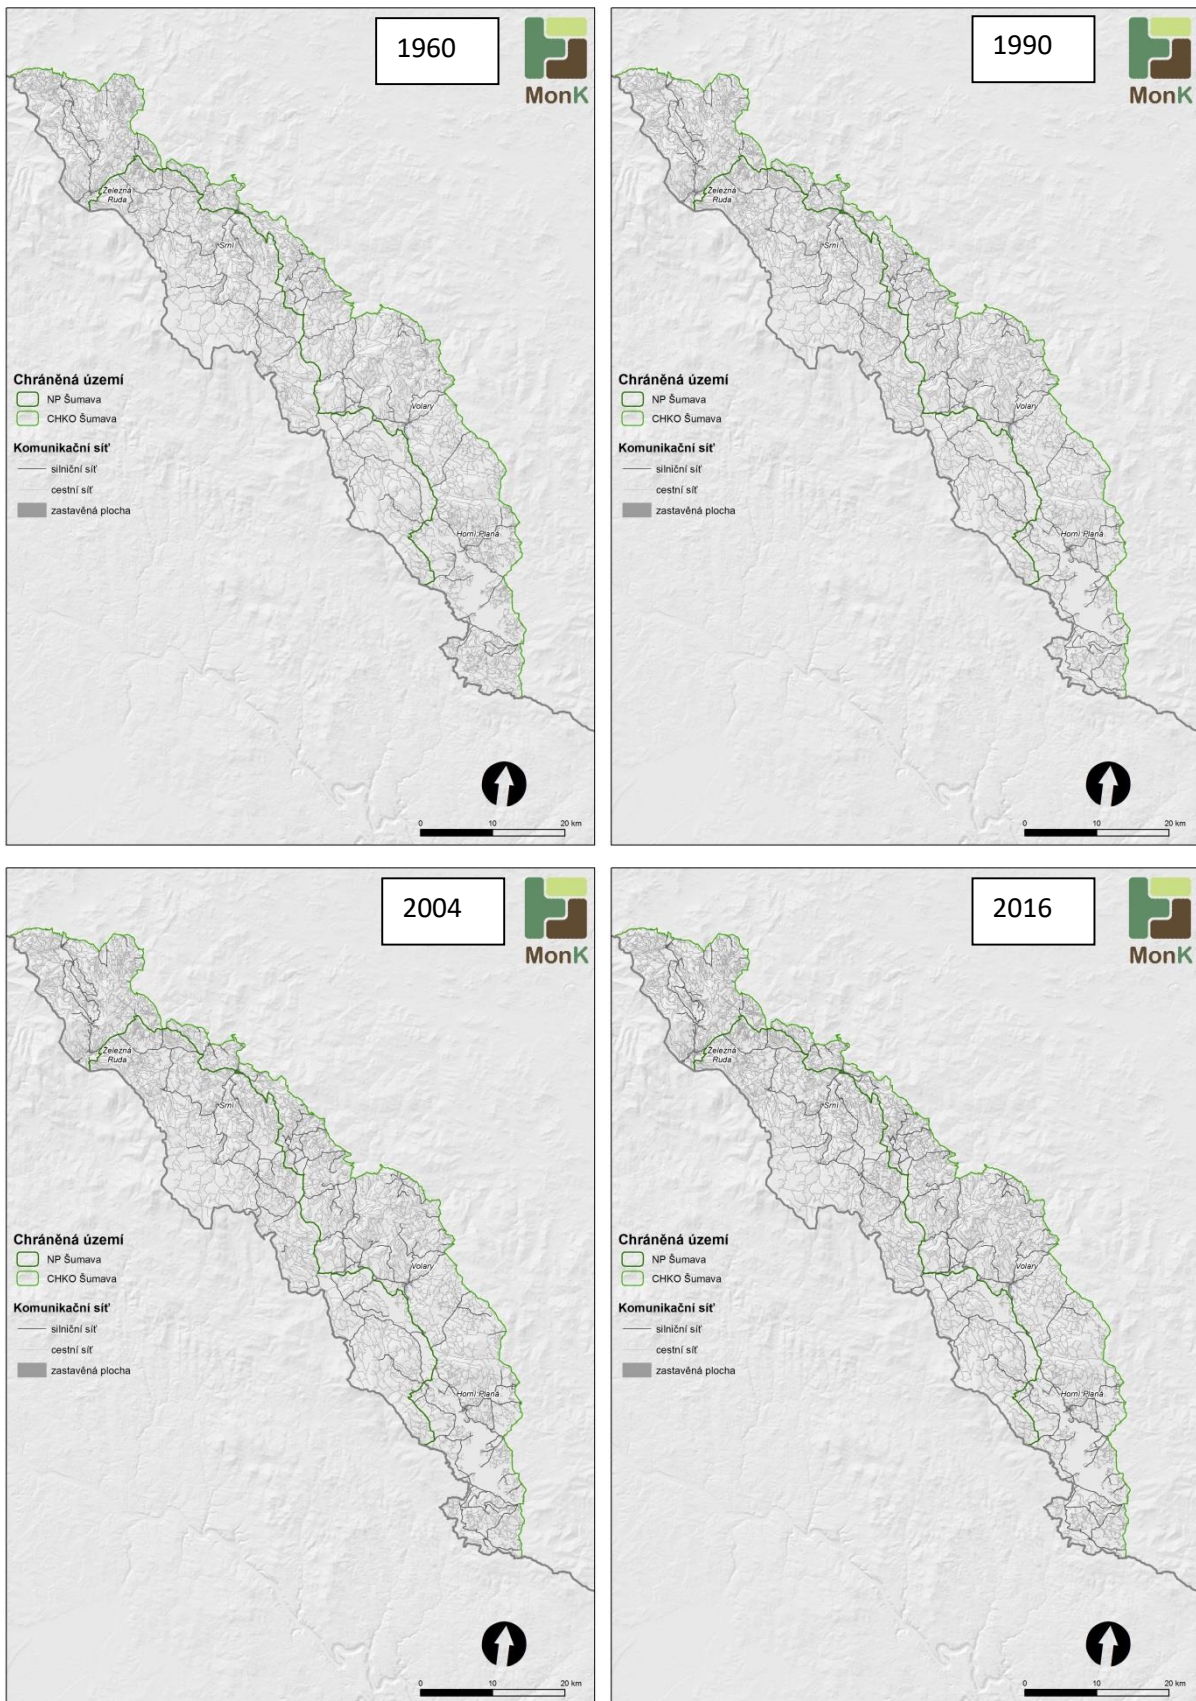 1960
MonK
Železná
Ruda
Srní
Volary
Horní Planá
Chráněná území
NP Šumava
CHKO Šumava
Komunikační síť
silniční síť
cestní síť
zastavěná plocha
0 10 20 km
1990
MonK
Železná
Ruda
Srní
Volary
Horní Planá
Chráněná území
NP Šumava
CHKO Šumava
Komunikační síť
silniční síť
cestní síť
zastavěná plocha
0 10 20 km
2004
MonK
Železná
Ruda
Srní
Volary
Horní Planá
Chráněná území
NP Šumava
CHKO Šumava
Komunikační síť
silniční síť
cestní síť
zastavěná plocha
0 10 20 km
2016
MonK
Železná
Ruda
Srní
Volary
Horní Planá
Chráněná území
NP Šumava
CHKO Šumava
Komunikační síť
silniční síť
cestní síť
zastavěná plocha
0 10 20 km